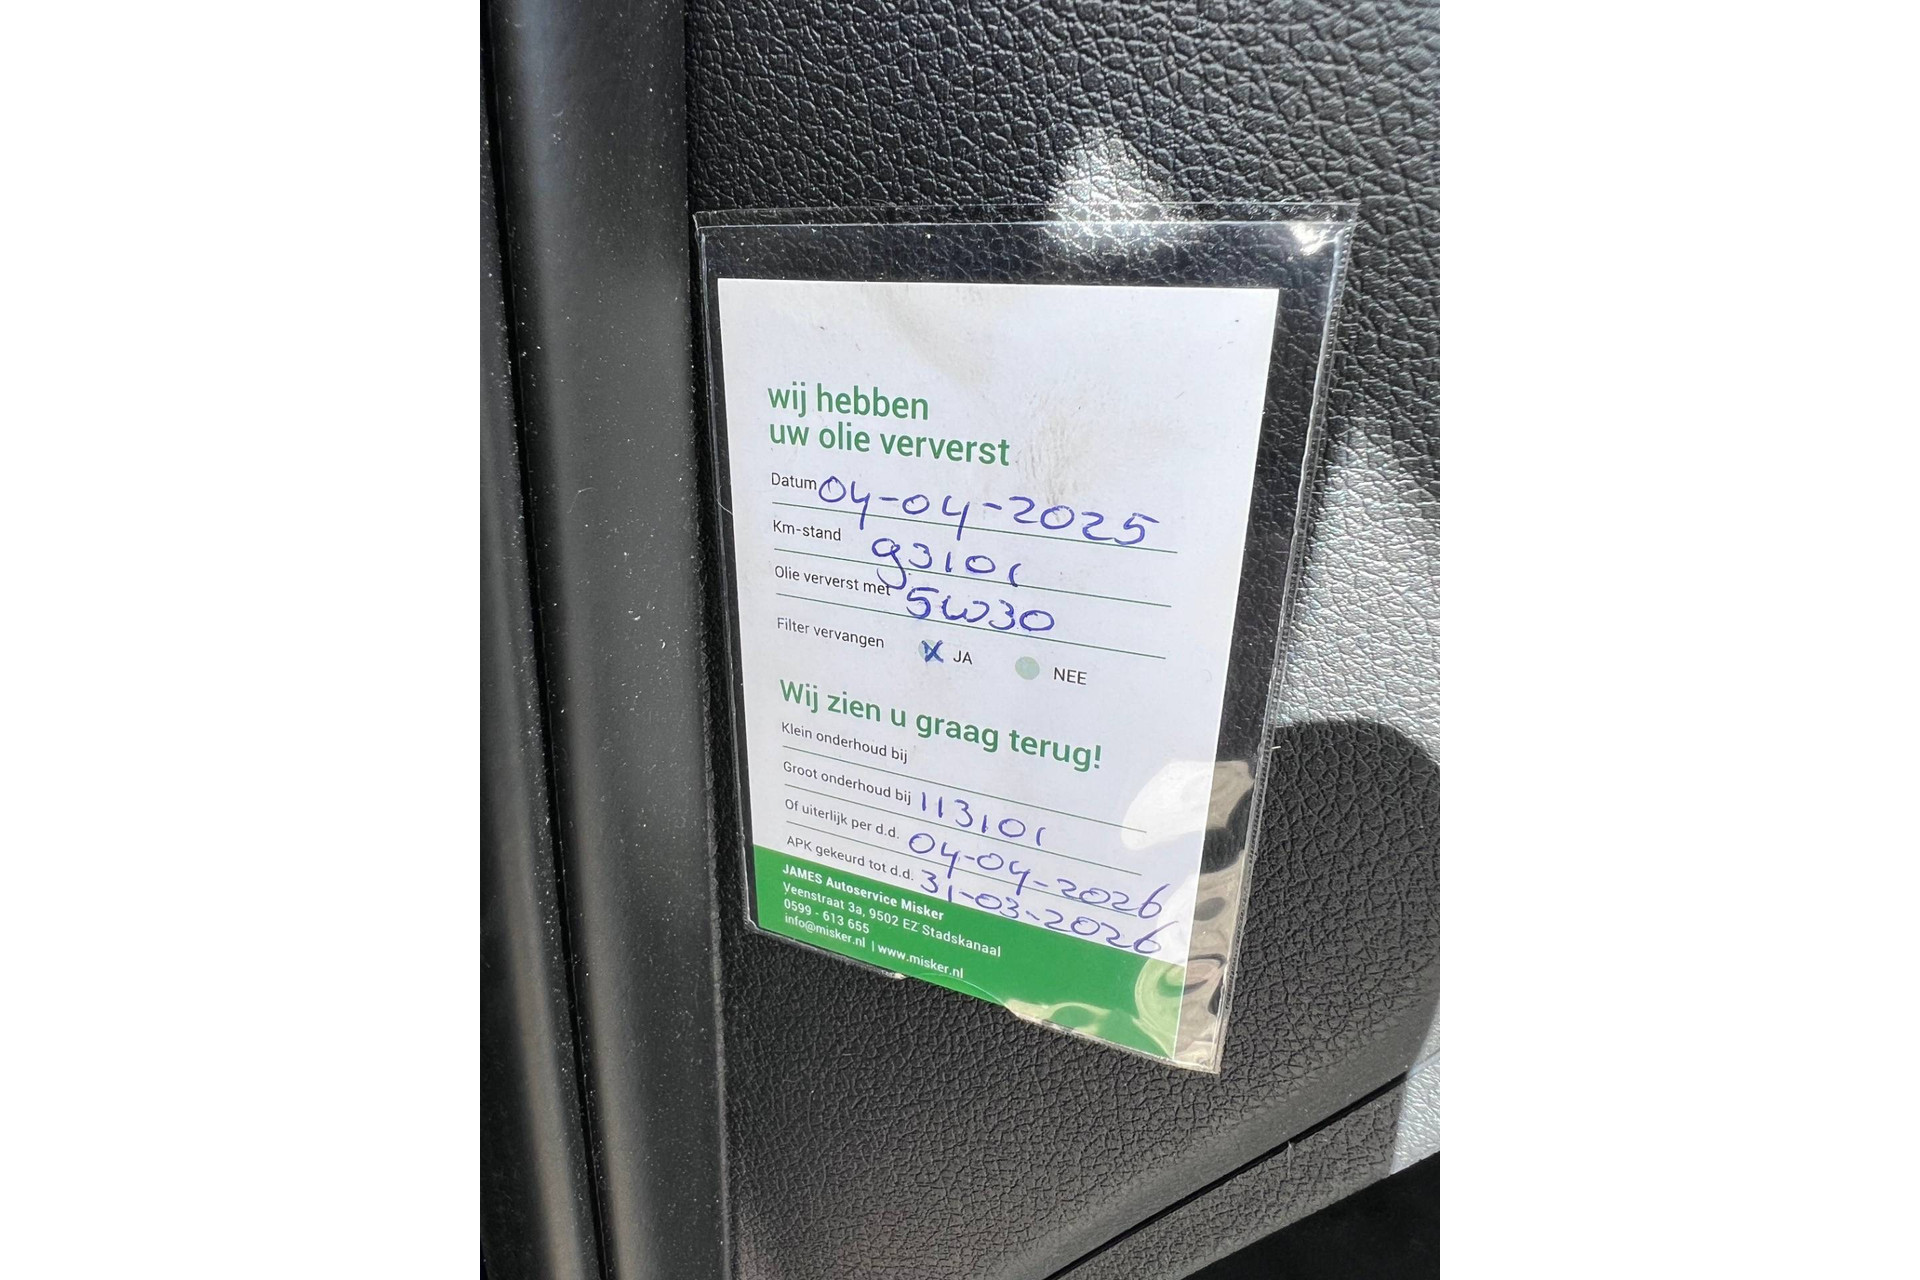 wij hebben
uw olie ververst
Datum 04-04-2025
Km-stand 93101
Olie ververst met 5W30
Filter vervangen X JA NEE
Wij zien u graag terug!
Klein onderhoud bij
Groot onderhoud bij 113101
Of uiterlijk per d.d. 04-04-2026
APK gekeurd tot d.d. 31-03-2026
JAMES Autoservice Misker
Veenstraat 3a, 9502 EZ Stadskanaal
0599 - 613 655
info@misker.nl | www.misker.nl